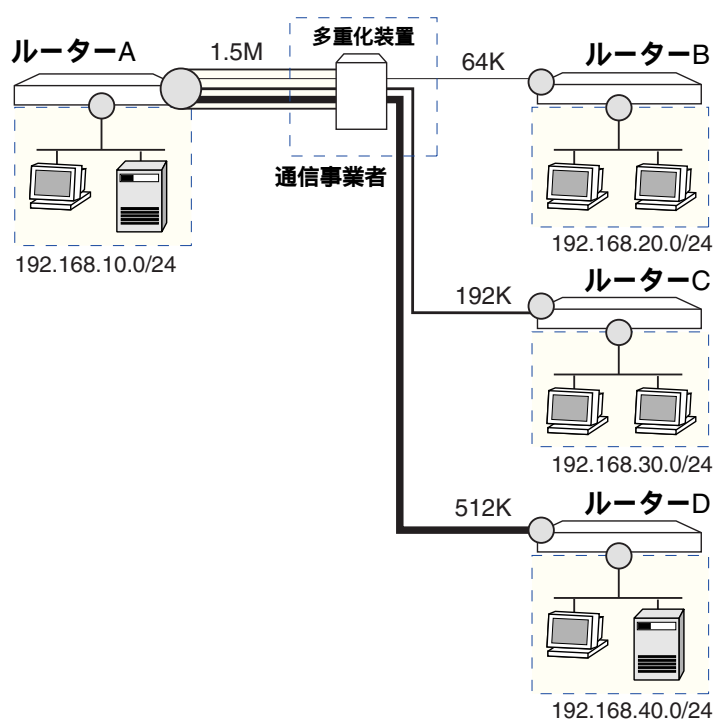 多重化装置
ルーターA
1.5M
64K
ルーターB
通信事業者
192.168.10.0/24
192.168.20.0/24
ルーターC
192K
192.168.30.0/24
ルーターD
512K
192.168.40.0/24